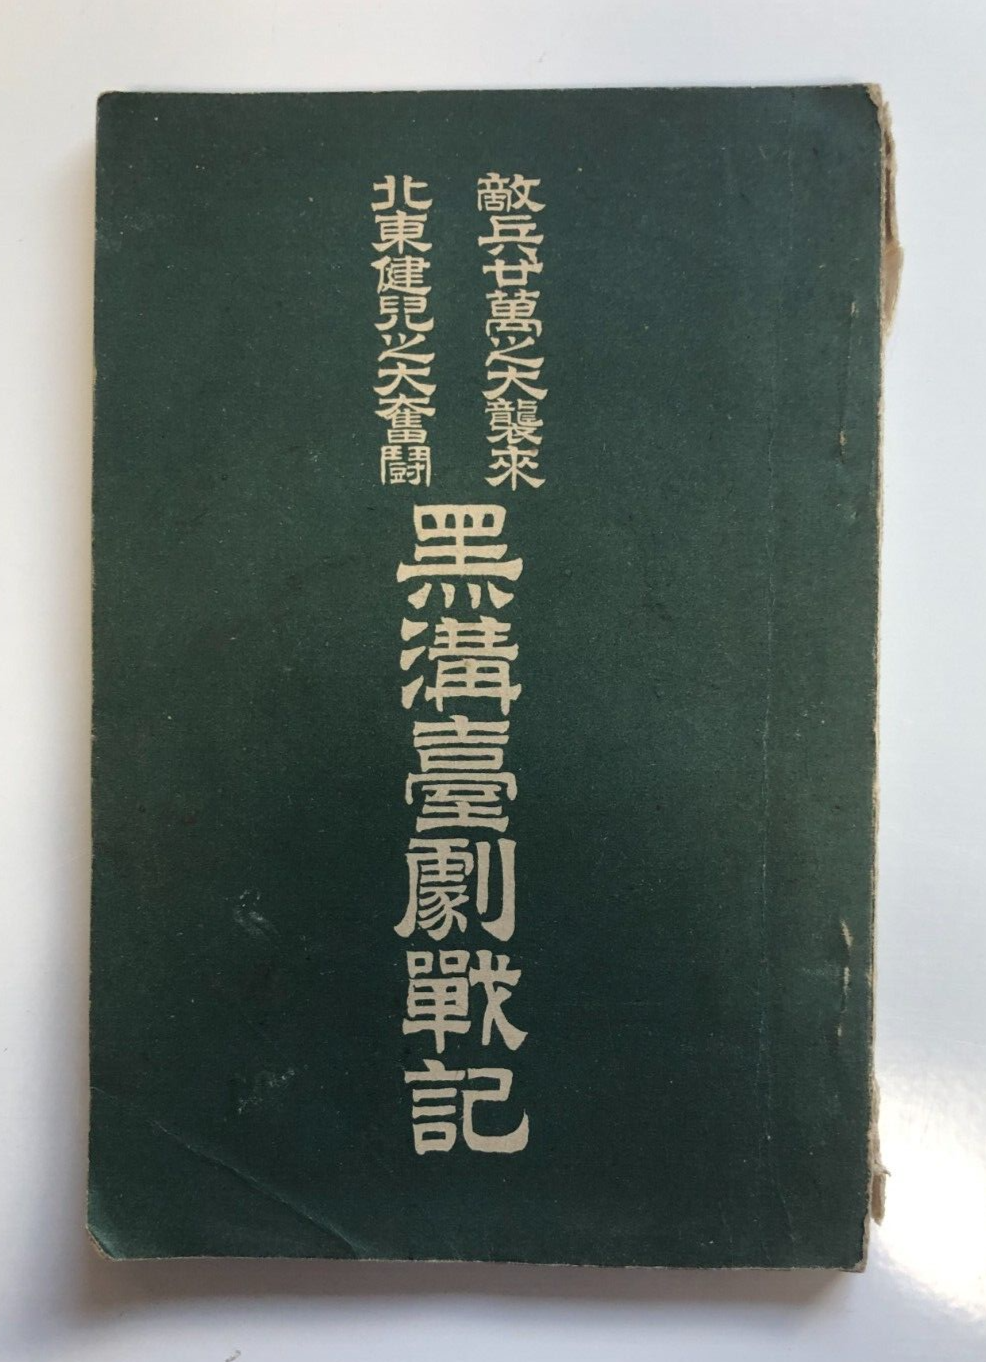 敵兵廿萬之大襲來
北東健兒之大奮鬪
黑溝臺劇戰記